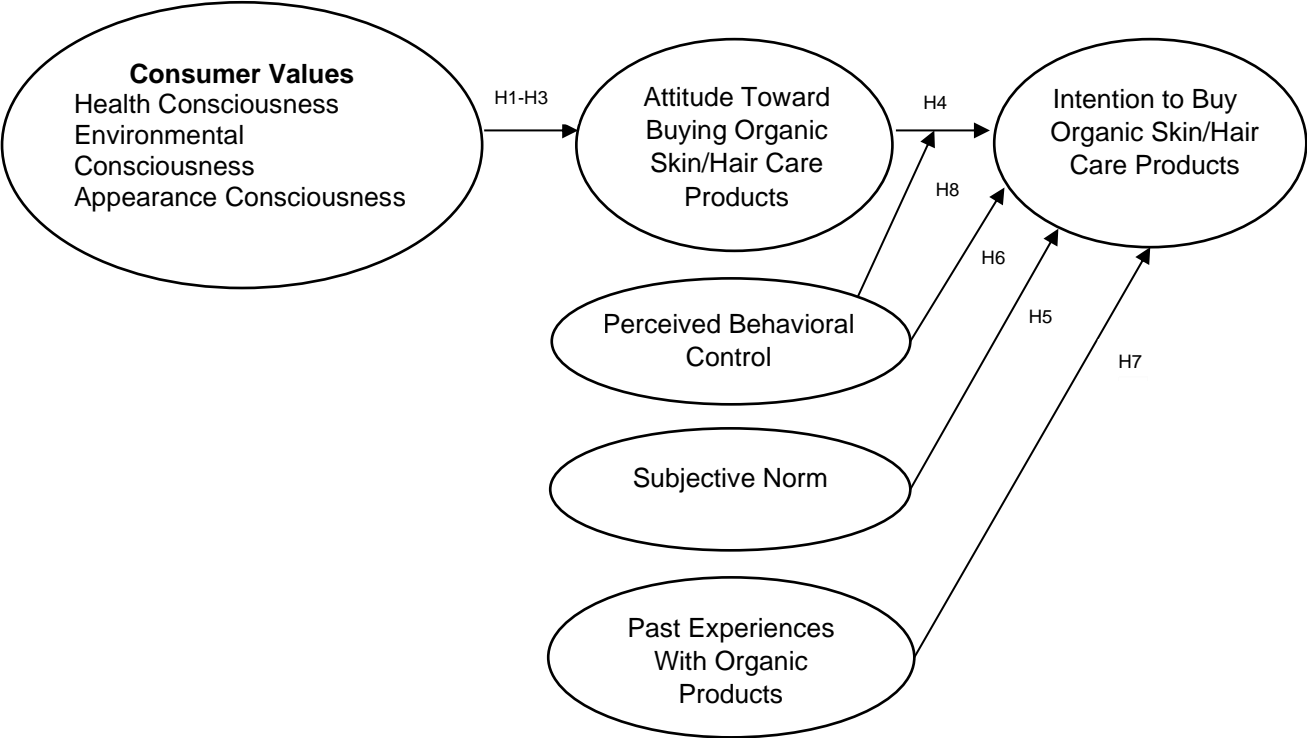 Consumer Values
Health Consciousness
Environmental
Consciousness
Appearance Consciousness
H1-H3
Attitude Toward
Buying Organic
Skin/Hair Care
Products
H4
Intention to Buy
Organic Skin/Hair
Care Products
H8
H6
Perceived Behavioral
Control
H5
H7
Subjective Norm
Past Experiences
With Organic
Products